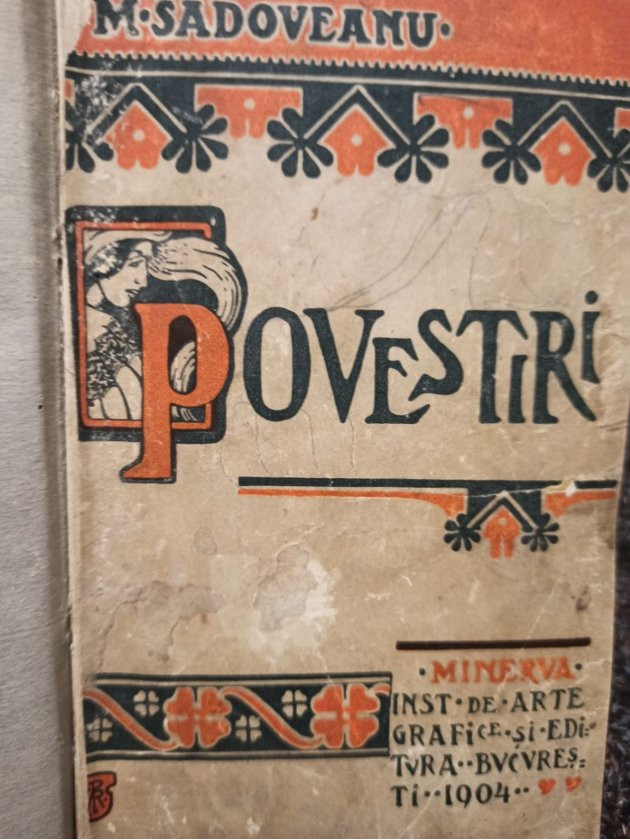 M·SADOVEANU·
POVESTIRI
·MINERVA·
INST·DE·ARTE
GRAFICE·ȘI·EDI=
TVRA··BVCVREȘ=
TI··1904··